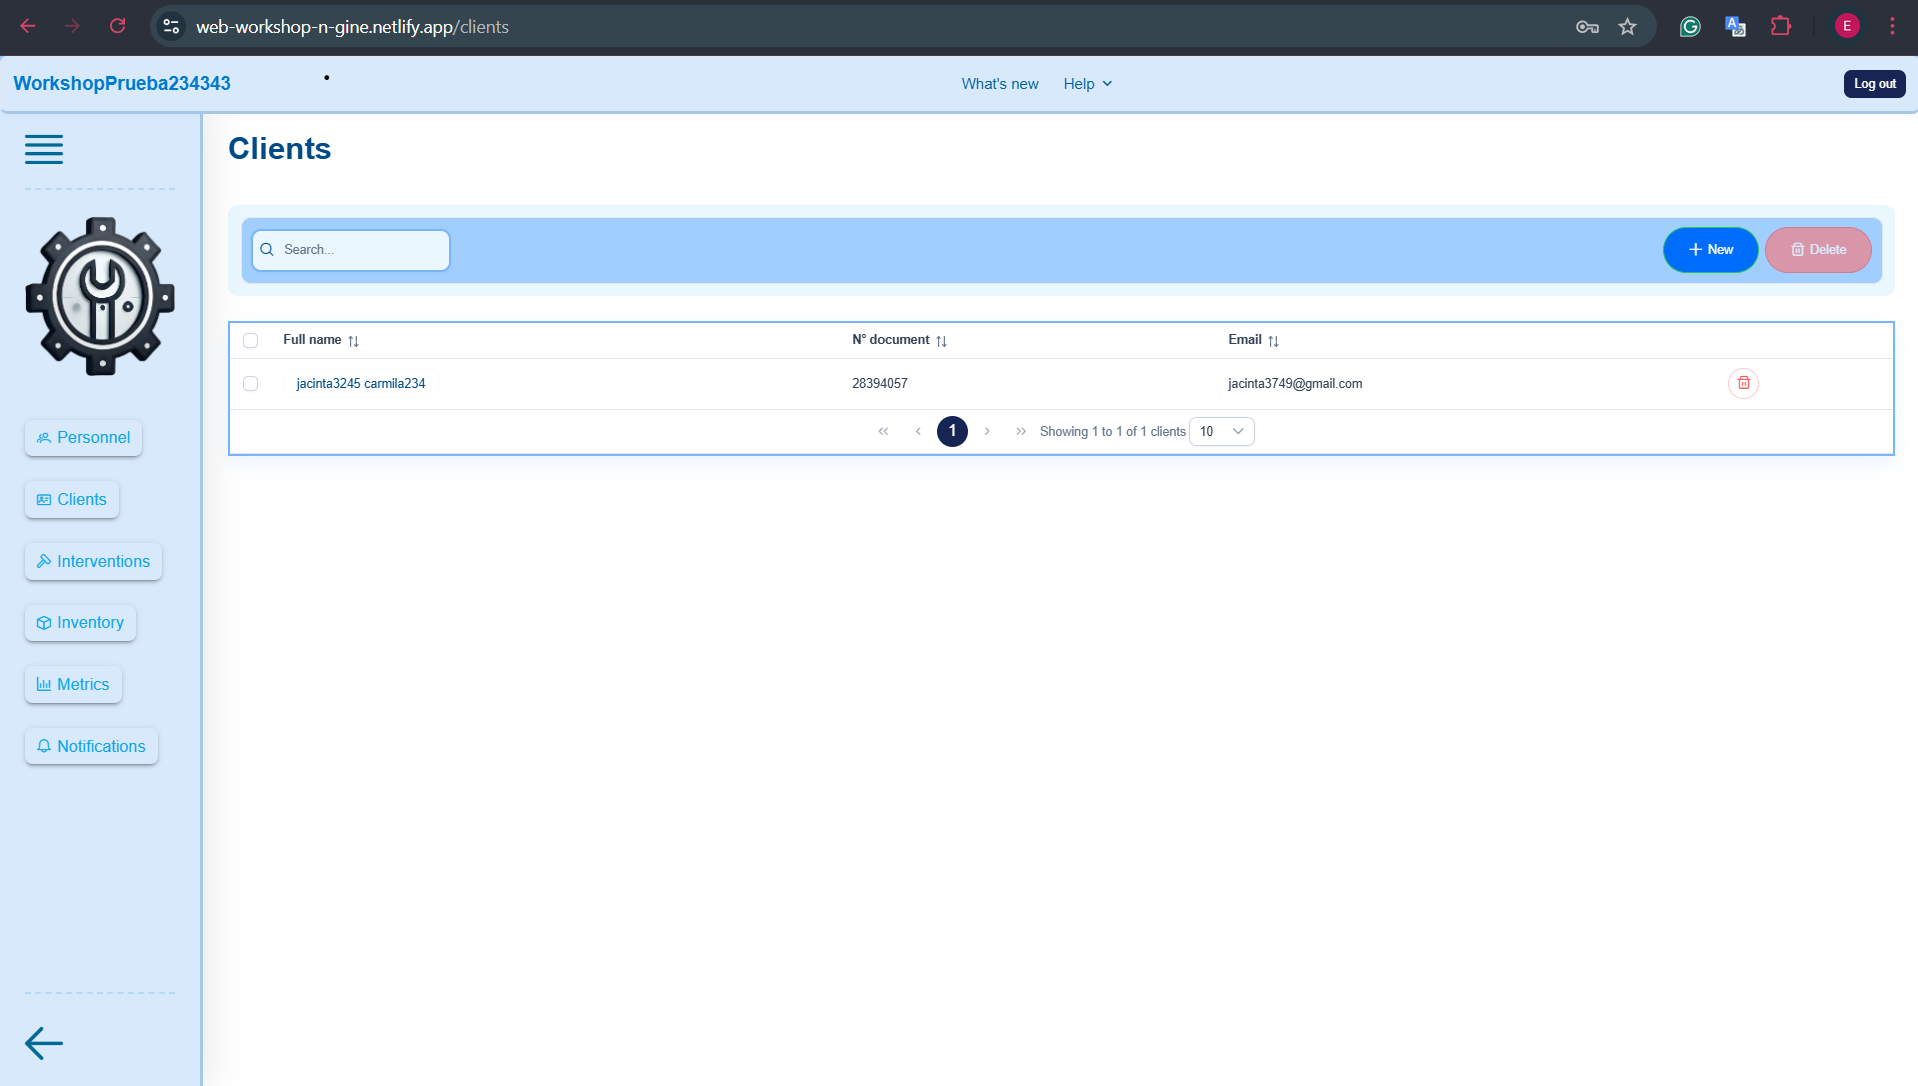 web-workshop-n-gine.netlify.app/clients
E
WorkshopPrueba234343
What's new
Help
Log out
Clients
Search...
New
Delete
Full name
N° document
Email
jacinta3245 carmila234
28394057
jacinta3749@gmail.com
1
Showing 1 to 1 of 1 clients
10
Personnel
Clients
Interventions
Inventory
Metrics
Notifications